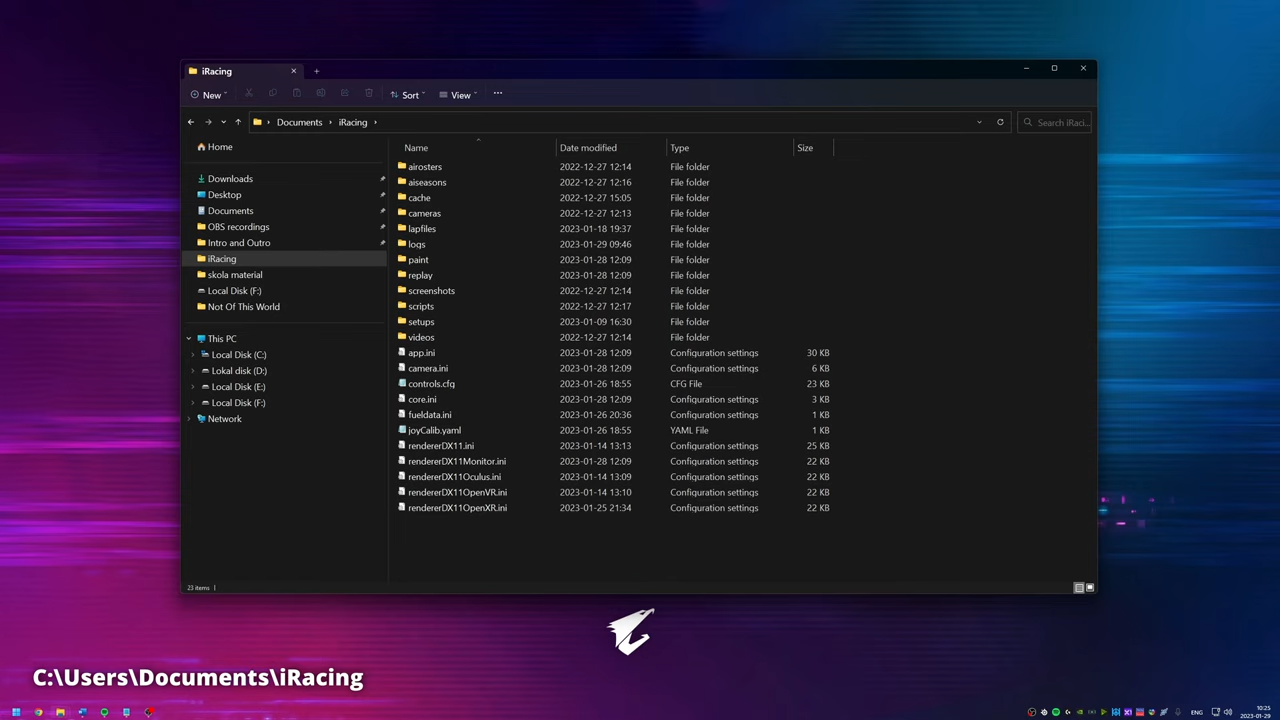 iRacing
New
Sort
View
Documents
iRacing
Search iRaci...
Home
Downloads
Desktop
Documents
OBS recordings
Intro and Outro
iRacing
skola material
Local Disk (F:)
Not Of This World
This PC
Local Disk (C:)
Lokal disk (D:)
Local Disk (E:)
Local Disk (F:)
Network
Name Date modified Type Size
airosters 2022-12-27 12:14 File folder
aiseasons 2022-12-27 12:16 File folder
cache 2022-12-27 15:05 File folder
cameras 2022-12-27 12:13 File folder
lapfiles 2023-01-18 19:37 File folder
logs 2023-01-29 09:46 File folder
paint 2023-01-28 12:09 File folder
replay 2023-01-28 12:09 File folder
screenshots 2022-12-27 12:14 File folder
scripts 2022-12-27 12:17 File folder
setups 2023-01-09 16:30 File folder
videos 2022-12-27 12:14 File folder
app.ini 2023-01-28 12:09 Configuration settings 30 KB
camera.ini 2023-01-28 12:09 Configuration settings 6 KB
controls.cfg 2023-01-26 18:55 CFG File 23 KB
core.ini 2023-01-28 12:09 Configuration settings 3 KB
fueldata.ini 2023-01-26 20:36 Configuration settings 1 KB
joyCalib.yaml 2023-01-26 18:55 YAML File 1 KB
rendererDX11.ini 2023-01-14 13:13 Configuration settings 25 KB
rendererDX11Monitor.ini 2023-01-28 12:09 Configuration settings 22 KB
rendererDX11Oculus.ini 2023-01-14 13:09 Configuration settings 22 KB
rendererDX11OpenVR.ini 2023-01-14 13:10 Configuration settings 22 KB
rendererDX11OpenXR.ini 2023-01-25 21:34 Configuration settings 22 KB
23 items
C:\Users\Documents\iRacing
ENG
10:25
2023-01-29